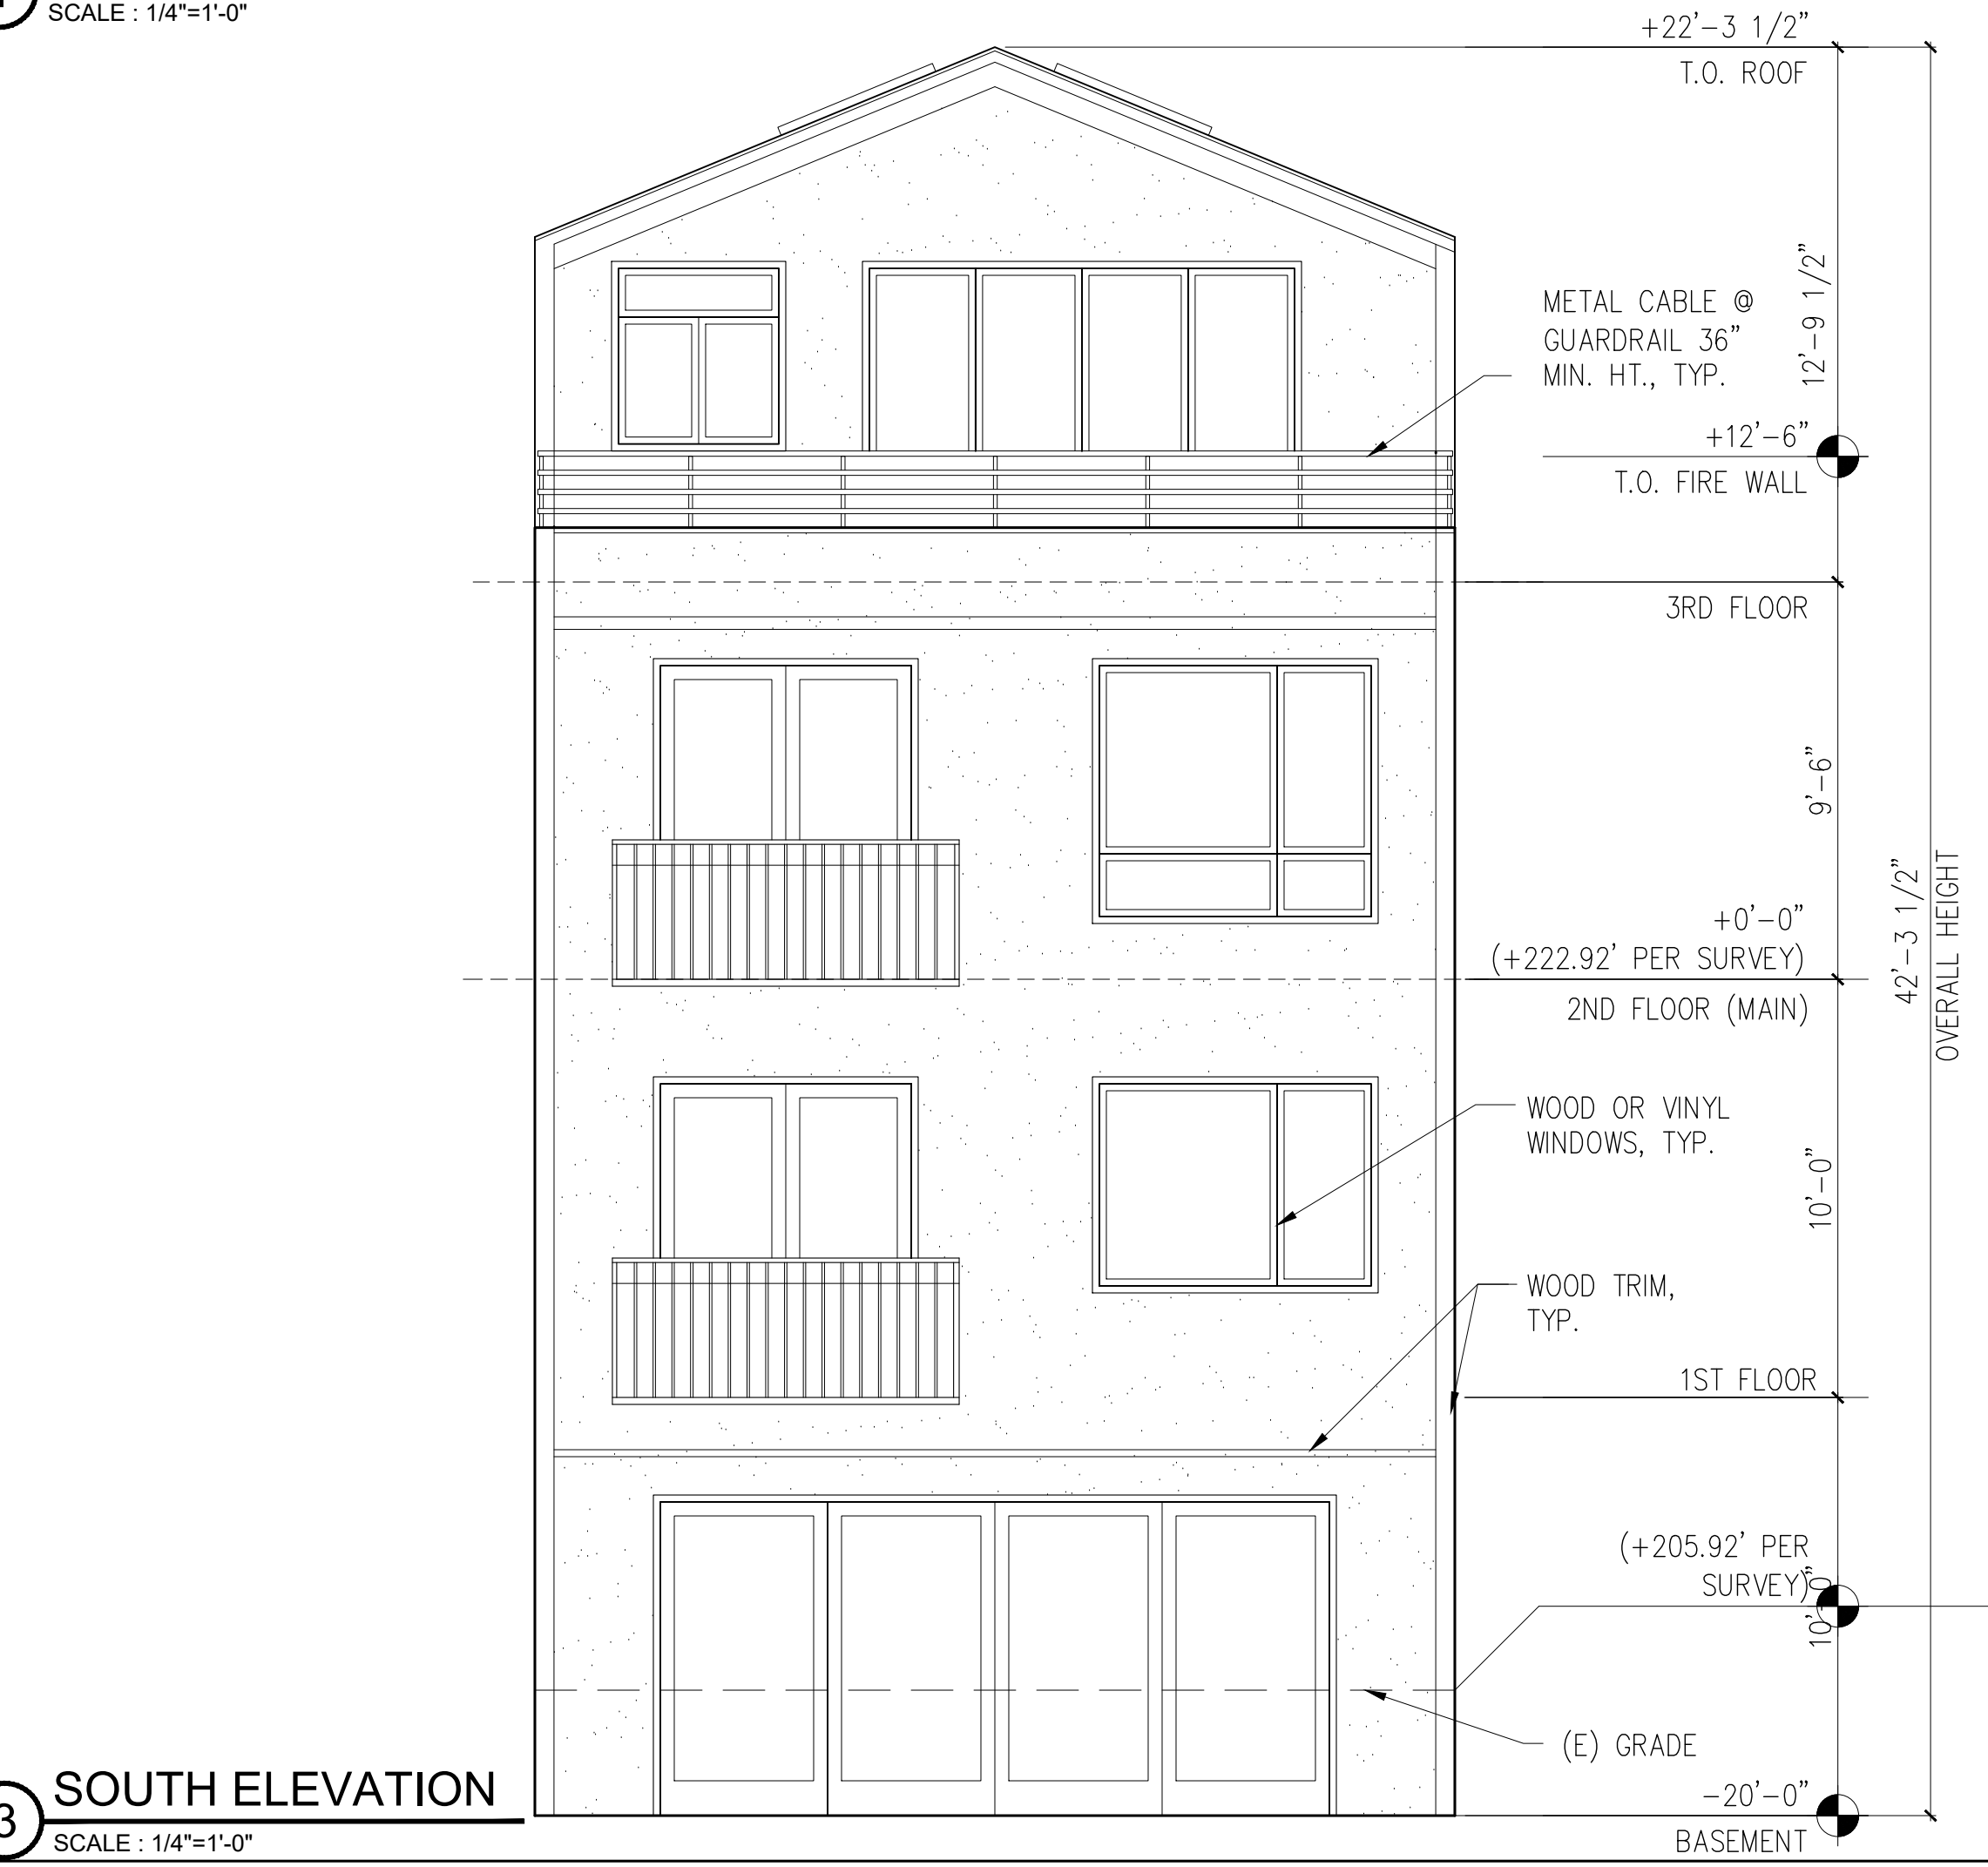 SCALE : 1/4"=1'-0"
+22'-3 1/2"
T.O. ROOF
12'-9 1/2"
METAL CABLE @
GUARDRAIL 36"
MIN. HT., TYP.
+12'-6"
T.O. FIRE WALL
3RD FLOOR
9'-6"
+0'-0"
(+222.92' PER SURVEY)
2ND FLOOR (MAIN)
42'-3 1/2"
OVERALL HEIGHT
WOOD OR VINYL
WINDOWS, TYP.
10'-0"
WOOD TRIM,
TYP.
1ST FLOOR
(+205.92' PER
SURVEY)
10'-0"
(E) GRADE
-20'-0"
BASEMENT
3
SOUTH ELEVATION
SCALE : 1/4"=1'-0"